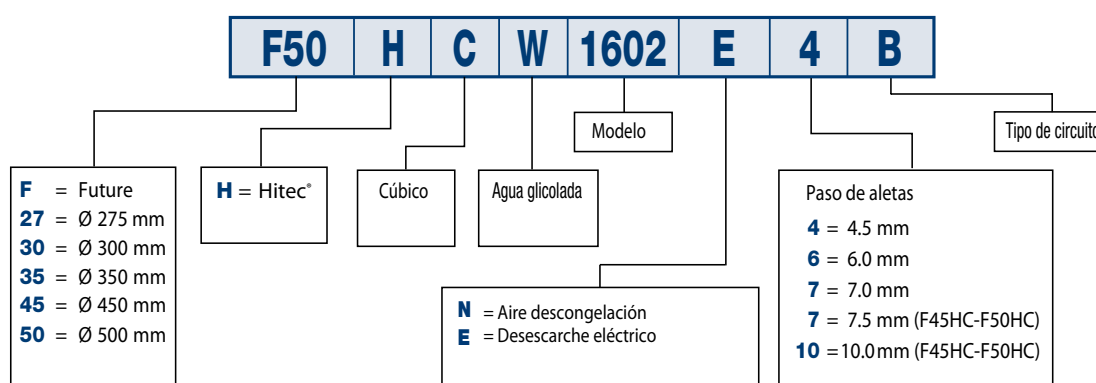 F50 H C W 1602 E 4 B
Modelo
Tipo de circuito
F = Future
27 = Ø 275 mm
30 = Ø 300 mm
35 = Ø 350 mm
45 = Ø 450 mm
50 = Ø 500 mm
H = Hitec®
Cúbico
Agua glicolada
N = Aire descongelación
E = Desescarche eléctrico
Paso de aletas
4 = 4.5 mm
6 = 6.0 mm
7 = 7.0 mm
7 = 7.5 mm (F45HC-F50HC)
10 = 10.0 mm (F45HC-F50HC)